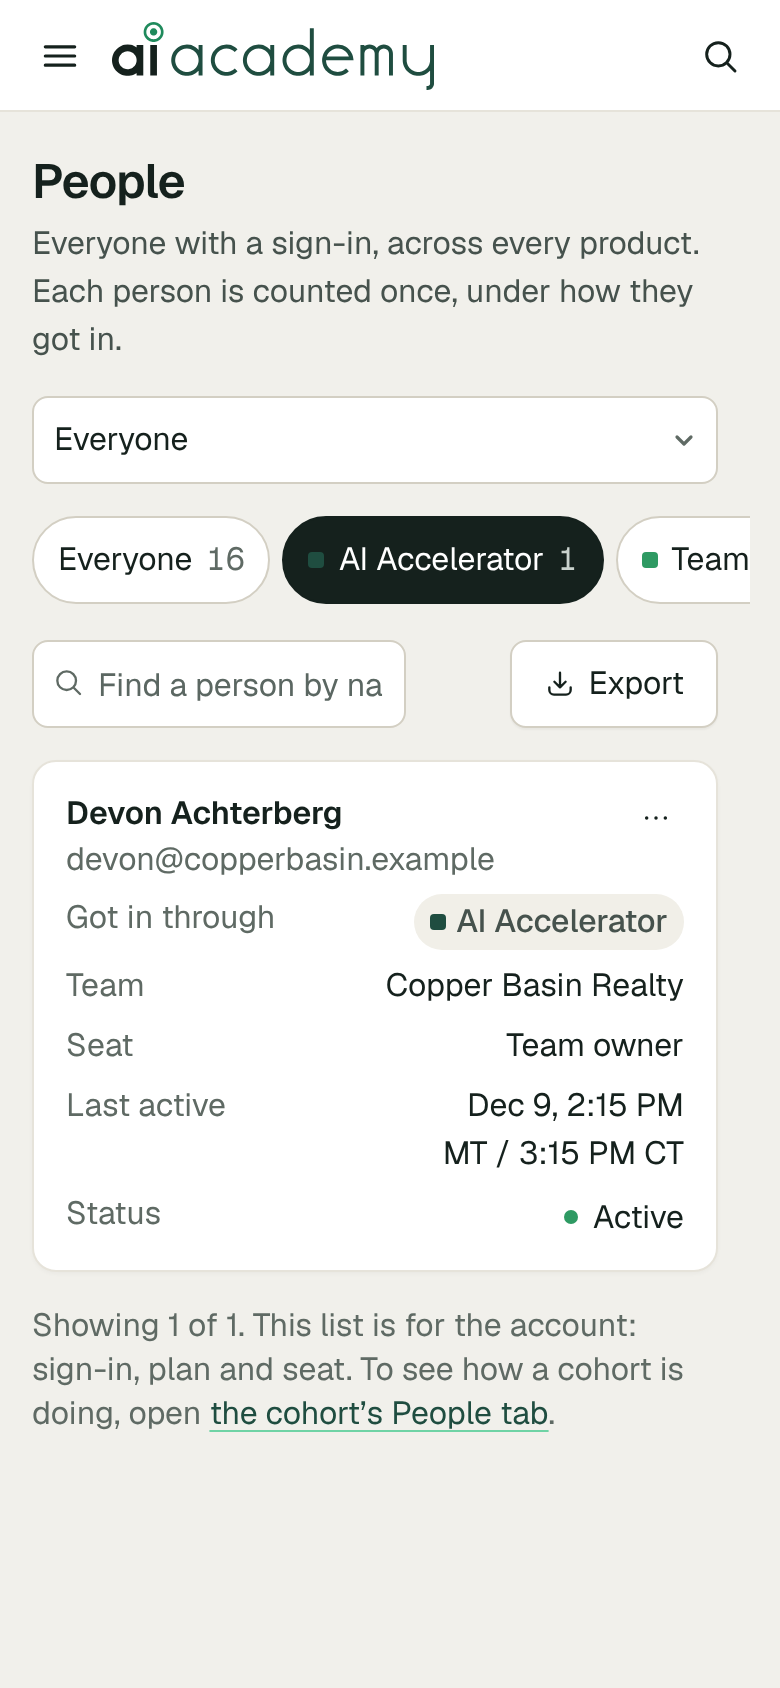 ai academy
People
Everyone with a sign-in, across every product.
Each person is counted once, under how they
got in.
Everyone
Everyone 16 AI Accelerator 1 Team
Find a person by na Export
Devon Achterberg ...
devon@copperbasin.example
Got in through AI Accelerator
Team Copper Basin Realty
Seat Team owner
Last active Dec 9, 2:15 PM
MT / 3:15 PM CT
Status Active
Showing 1 of 1. This list is for the account:
sign-in, plan and seat. To see how a cohort is
doing, open the cohort’s People tab.